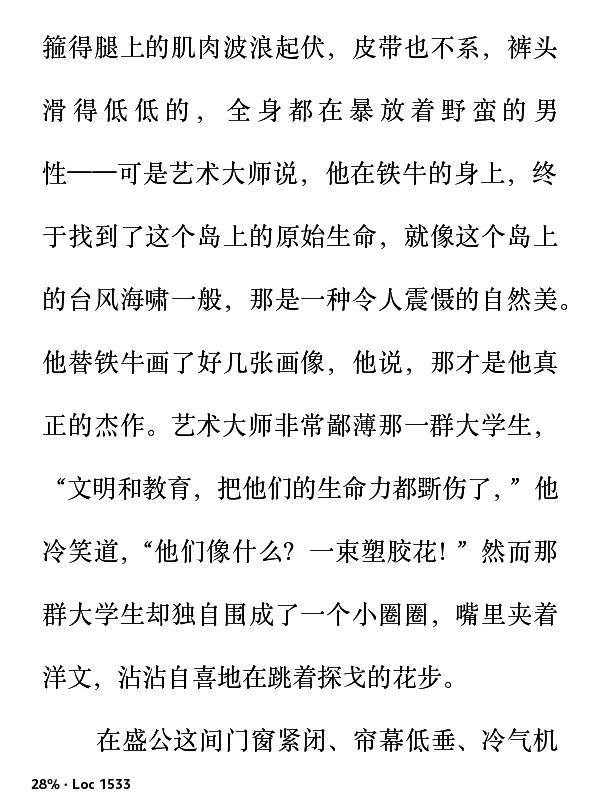 箍得腿上的肌肉波浪起伏，皮带也不系，裤头
滑得低低的，全身都在暴放着野蛮的男
性——可是艺术大师说，他在铁牛的身上，终
于找到了这个岛上的原始生命，就像这个岛上
的台风海啸一般，那是一种令人震慑的自然美。
他替铁牛画了好几张画像，他说，那才是他真
正的杰作。艺术大师非常鄙薄那一群大学生，
“文明和教育，把他们的生命力都斲伤了，”他
冷笑道，“他们像什么？一束塑胶花！”然而那
群大学生却独自围成了一个小圈圈，嘴里夹着
洋文，沾沾自喜地在跳着探戈的花步。
在盛公这间门窗紧闭、帘幕低垂、冷气机
28% · Loc 1533